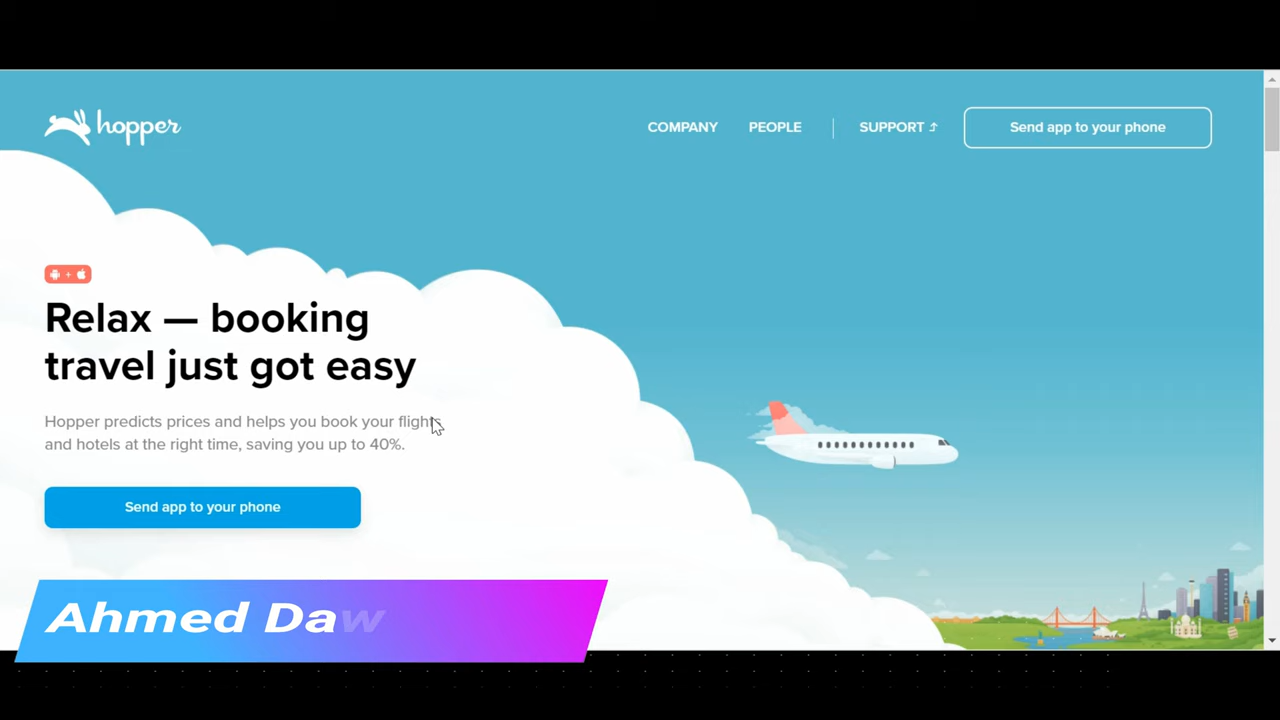 hopper
COMPANY PEOPLE SUPPORT Send app to your phone
Relax — booking
travel just got easy
Hopper predicts prices and helps you book your flights
and hotels at the right time, saving you up to 40%.
Send app to your phone
Ahmed Daw